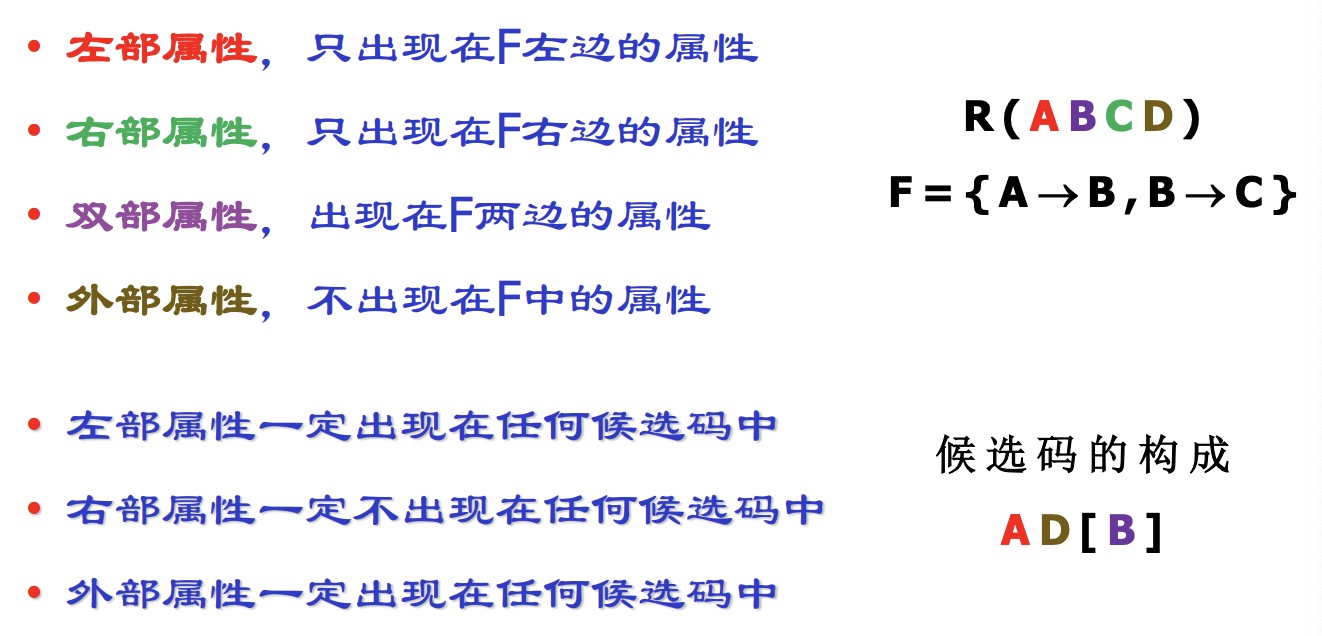 • 左部属性，只出现在F左边的属性
• 右部属性，只出现在F右边的属性
• 双部属性，出现在F两边的属性
• 外部属性，不出现在F中的属性
R(ABCD)
F={A→B,B→C}
• 左部属性一定出现在任何候选码中
• 右部属性一定不出现在任何候选码中
• 外部属性一定出现在任何候选码中
候选码的构成
AD[B]